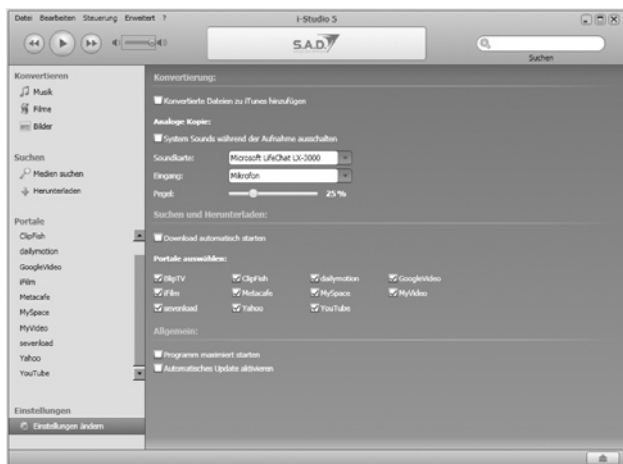 Datei Bearbeiten Steuerung Erweitert ?
i-Studio 5
S.A.D.
Suchen
Konvertieren
Musik
Filme
Bilder
Suchen
Medien suchen
Herunterladen
Portale
ClipFish
dailymotion
GoogleVideo
iFilm
Metacafe
MySpace
MyVideo
sevenload
Yahoo
YouTube
Einstellungen
Einstellungen ändern
Konvertierung:
Konvertierte Dateien zu iTunes hinzufügen
Analoge Kopie:
System Sounds während der Aufnahme ausschalten
Soundkarte: Microsoft LifeChat LX-3000
Eingang: Mikrofon
Pegel: 25 %
Suchen und Herunterladen:
Download automatisch starten
Portale auswählen:
BlipTV ClipFish dailymotion GoogleVideo
iFilm Metacafe MySpace MyVideo
sevenload Yahoo YouTube
Allgemein:
Programm maximiert starten
Automatisches Update aktivieren